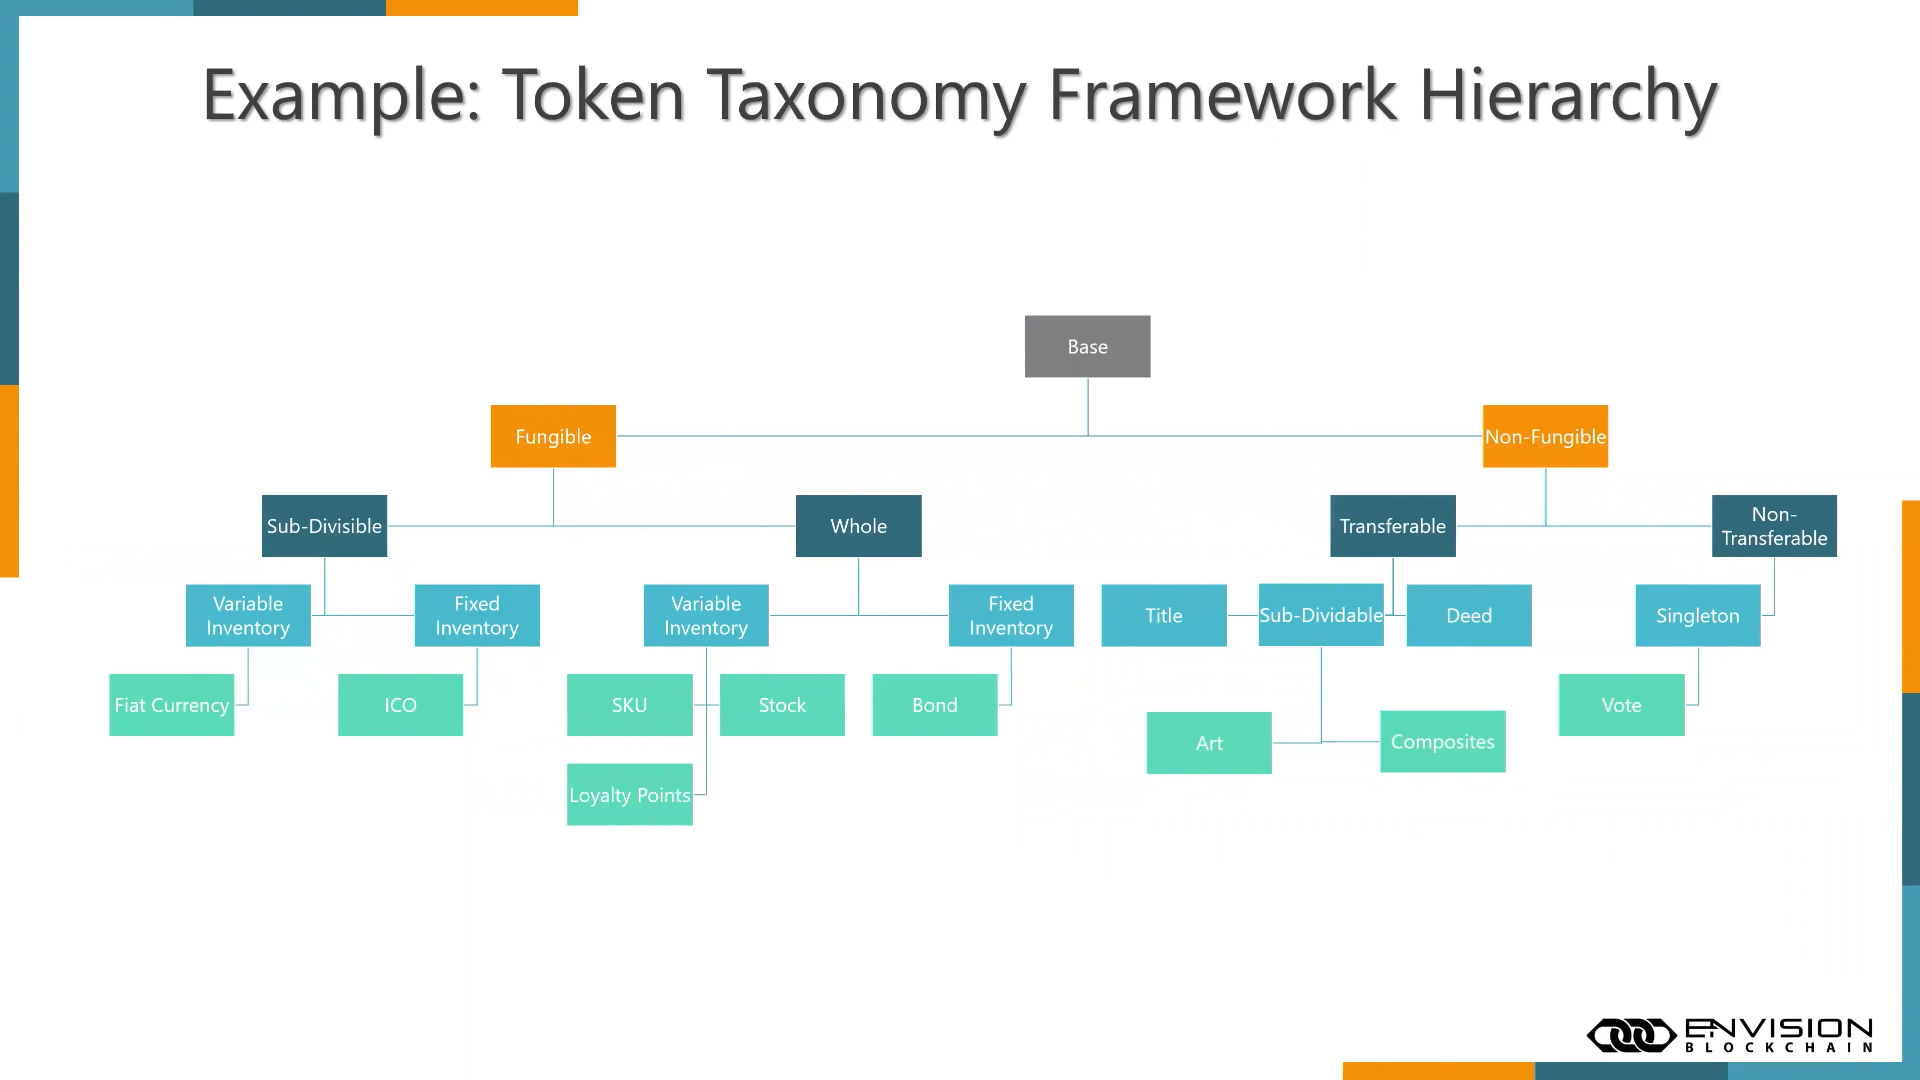 Example: Token Taxonomy Framework Hierarchy
Base
Fungible
Non-Fungible
Sub-Divisible
Whole
Transferable
Non-
Transferable
Variable
Inventory
Fixed
Inventory
Variable
Inventory
Fixed
Inventory
Title
Sub-Dividable
Deed
Singleton
Fiat Currency
ICO
SKU
Stock
Bond
Art
Composites
Vote
Loyalty Points
ENVISION
BLOCKCHAIN